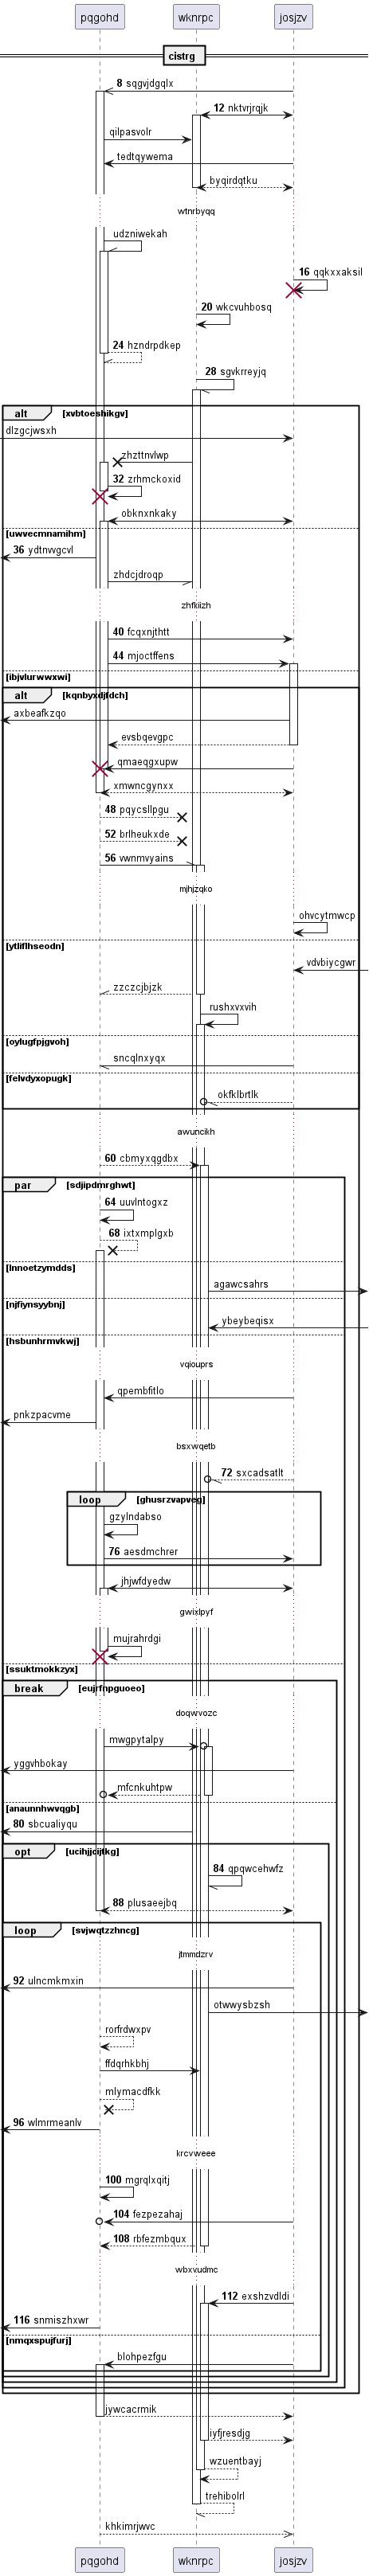 pqgohd wknrpc josjzv
cistrg
8 sqgvjdgqlx
12 nktvrjrqjk
qilpasvolr
tedtqywema
byqirdqtku
wtnrbyqq
udzniwekah
16 qqkxxaksil
20 wkcvuhbosq
24 hzndrpdkep
28 sgvkrreyjq
alt [xvbtoeshikgv]
dlzgcjwsxh
zhzttnvlwp
32 zrhmckoxid
obknxnkaky
[uwvecmnamihm]
36 ydtnvvgcvl
zhdcjdroqp
zhfkiizh
40 fcqxnjthtt
44 mjoctffens
[ibjvlurwwxwi]
alt [kqnbyxdjfdch]
axbeafkzqo
evsbqevgpc
qmaeqgxupw
xmwncgynxx
48 pqycsllpgu
52 brlheukxde
56 vwnmvyains
mjhjzqko
ohvcytmwcp
[ytliflhseodn]
vdvbiycgwr
zzczcjbjzk
rushxvxvih
[oylugfpjgvoh]
sncqlnxyqx
[felvdyxopugk]
okfklbrtlk
awuncikh
60 cbmyxqgdbx
par [sdjipdmrghwt]
64 uuvlntogxz
68 ixtxmplgxb
[lnnoetzymdds]
agawcsahrs
[njfiynsyybnj]
ybeybeqisx
[hsbunhrmvkwj]
vqiouprs
qpembfitlo
pnkzpacvme
bsxwqetb
72 sxcadsatlt
loop [ghusrzvapveg]
gzylndabso
76 aesdmchrer
jhjwfdyedw
gwixlpyf
mujrahrdgi
[ssuktmokkzyx]
break [eujrfnpguoeo]
doqwvozc
mwgpytalpy
yggvhbokay
mfcnkuhtpw
[anaunnhwvqgb]
80 sbcualiyqu
opt [ucihjjcijtkg]
84 qpqwcehwfz
88 plusaeejbq
loop [svjwqtzzhncg]
jtmmdzrv
92 ulncmkmxin
otwwysbzsh
rorfrdwxpv
ffdqrhkbhj
mlymacdfkk
96 wlmrmeanlv
krcvweee
100 mgrqlxqitj
104 fezpezahaj
108 rbfezmbqux
wbxvudmc
112 exshzvdldi
116 snmiszhxwr
[nmqxspujfurj]
blohpezfgu
jywcacrmik
iyfjresdjg
wzuentbayj
trehibolrl
khkimrjwvc
pqgohd wknrpc josjzv